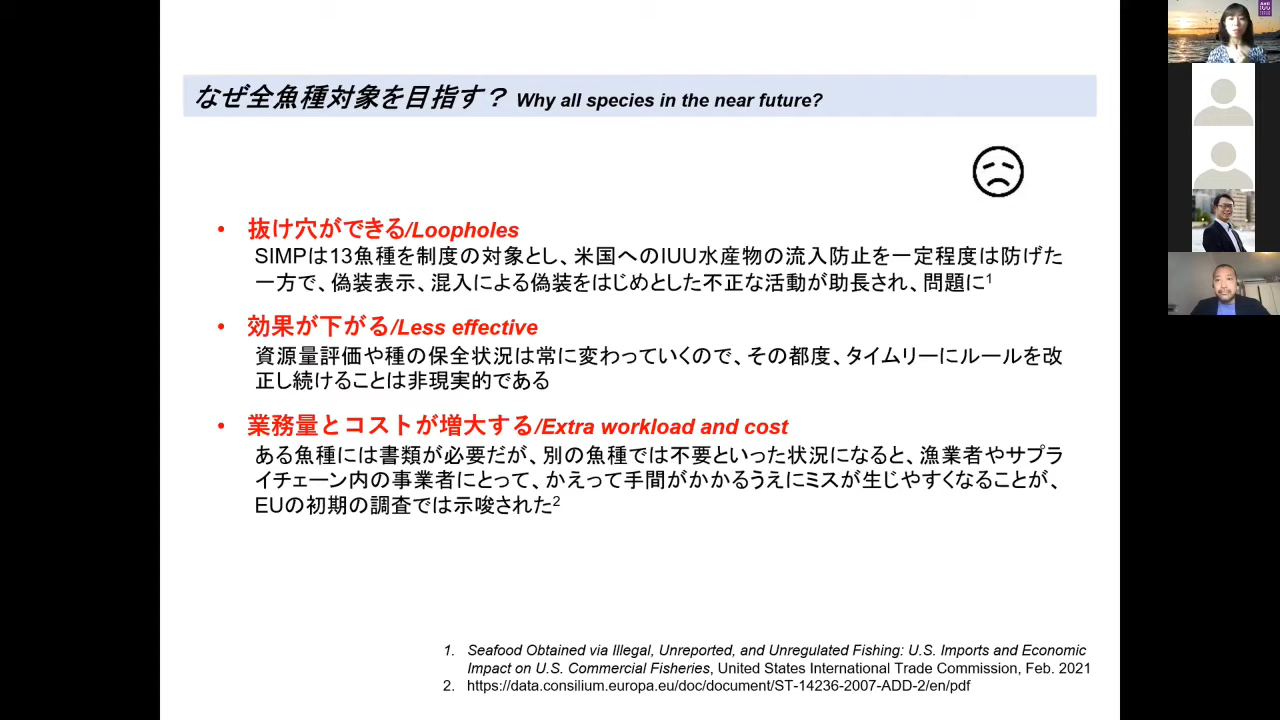 なぜ全魚種対象を目指す？ Why all species in the near future?
• 抜け穴ができる/Loopholes
SIMPは13魚種を制度の対象とし、米国へのIUU水産物の流入防止を一定程度は防げた
一方で、偽装表示、混入による偽装をはじめとした不正な活動が助長され、問題に1
• 効果が下がる/Less effective
資源量評価や種の保全状況は常に変わっていくので、その都度、タイムリーにルールを改
正し続けることは非現実的である
• 業務量とコストが増大する/Extra workload and cost
ある魚種には書類が必要だが、別の魚種では不要といった状況になると、漁業者やサプラ
イチェーン内の事業者にとって、かえって手間がかかるうえにミスが生じやすくなることが、
EUの初期の調査では示唆された2
1. Seafood Obtained via Illegal, Unreported, and Unregulated Fishing: U.S. Imports and Economic
Impact on U.S. Commercial Fisheries, United States International Trade Commission, Feb. 2021
2. https://data.consilium.europa.eu/doc/document/ST-14236-2007-ADD-2/en/pdf
IUU